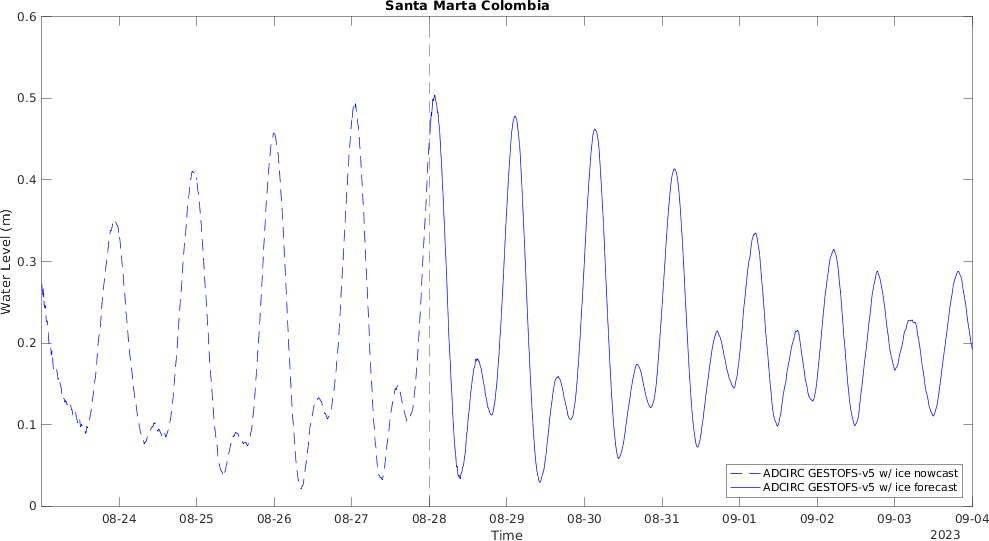 Santa Marta Colombia
0.6
0.5
0.4
0.3
0.2
0.1
0
Water Level (m)
08-24 08-25 08-26 08-27 08-28 08-29 08-30 08-31 09-01 09-02 09-03 09-04
Time
2023
ADCIRC GESTOFS-v5 w/ ice nowcast
ADCIRC GESTOFS-v5 w/ ice forecast